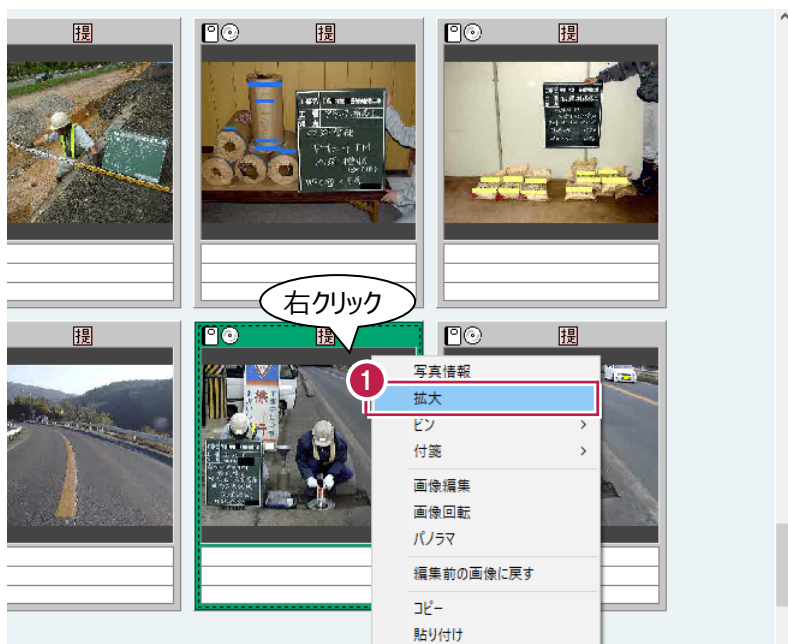 提
提
提
右クリック
提
提
提
1
写真情報
拡大
ピン
付箋
画像編集
画像回転
パノラマ
編集前の画像に戻す
コピー
貼り付け